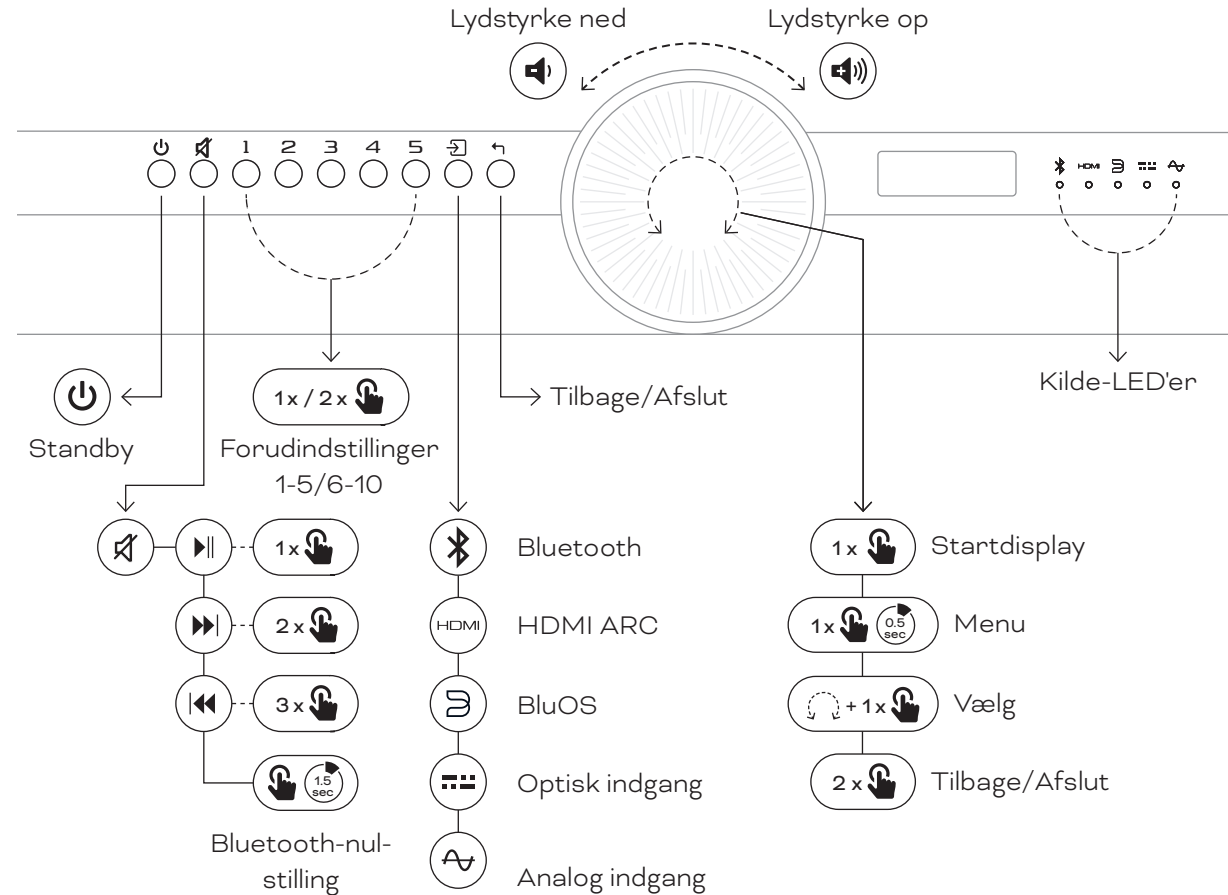 Lydstyrke ned
Lydstyrke op
1 2 3 4 5
HDMI
1x / 2x
Tilbage/Afslut
Kilde-LED'er
Standby
Forudindstillinger
1-5/6-10
1x
Bluetooth
1x
Startdisplay
2x
HDMI
HDMI ARC
1x
0.5
sec
Menu
3x
BluOS
+ 1x
Vælg
1.5
sec
Optisk indgang
2x
Tilbage/Afslut
Bluetooth-nul-
stilling
Analog indgang